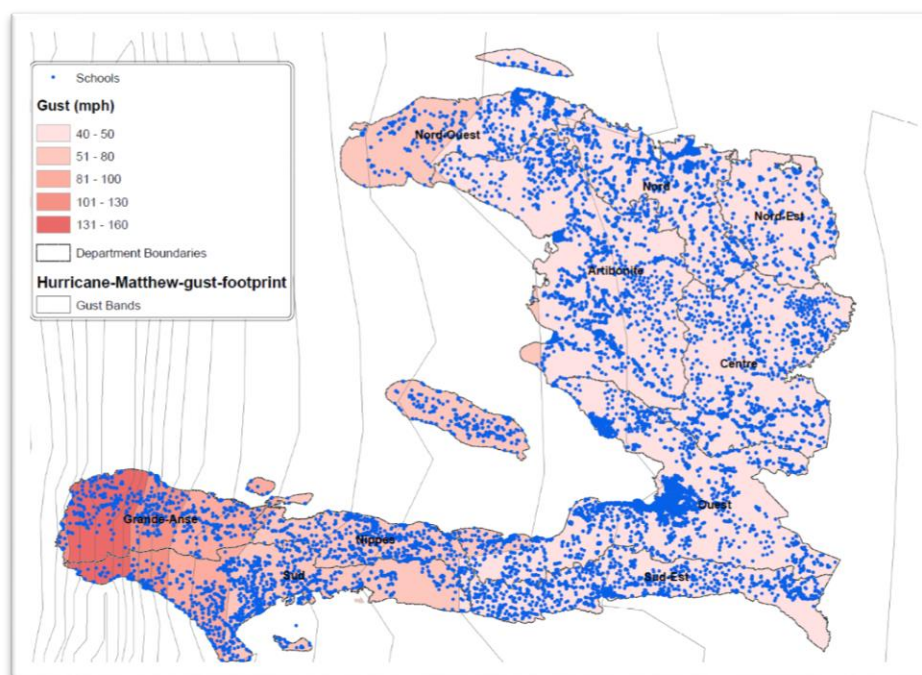 Schools
Gust (mph)
40 - 50
51 - 80
81 - 100
101 - 130
131 - 160
Department Boundaries
Hurricane-Matthew-gust-footprint
Gust Bands
Nord-Ouest
Nord
Nord-Est
Artibonite
Centre
Ouest
Grande-Anse
Nippes
Sud
Sud-Est